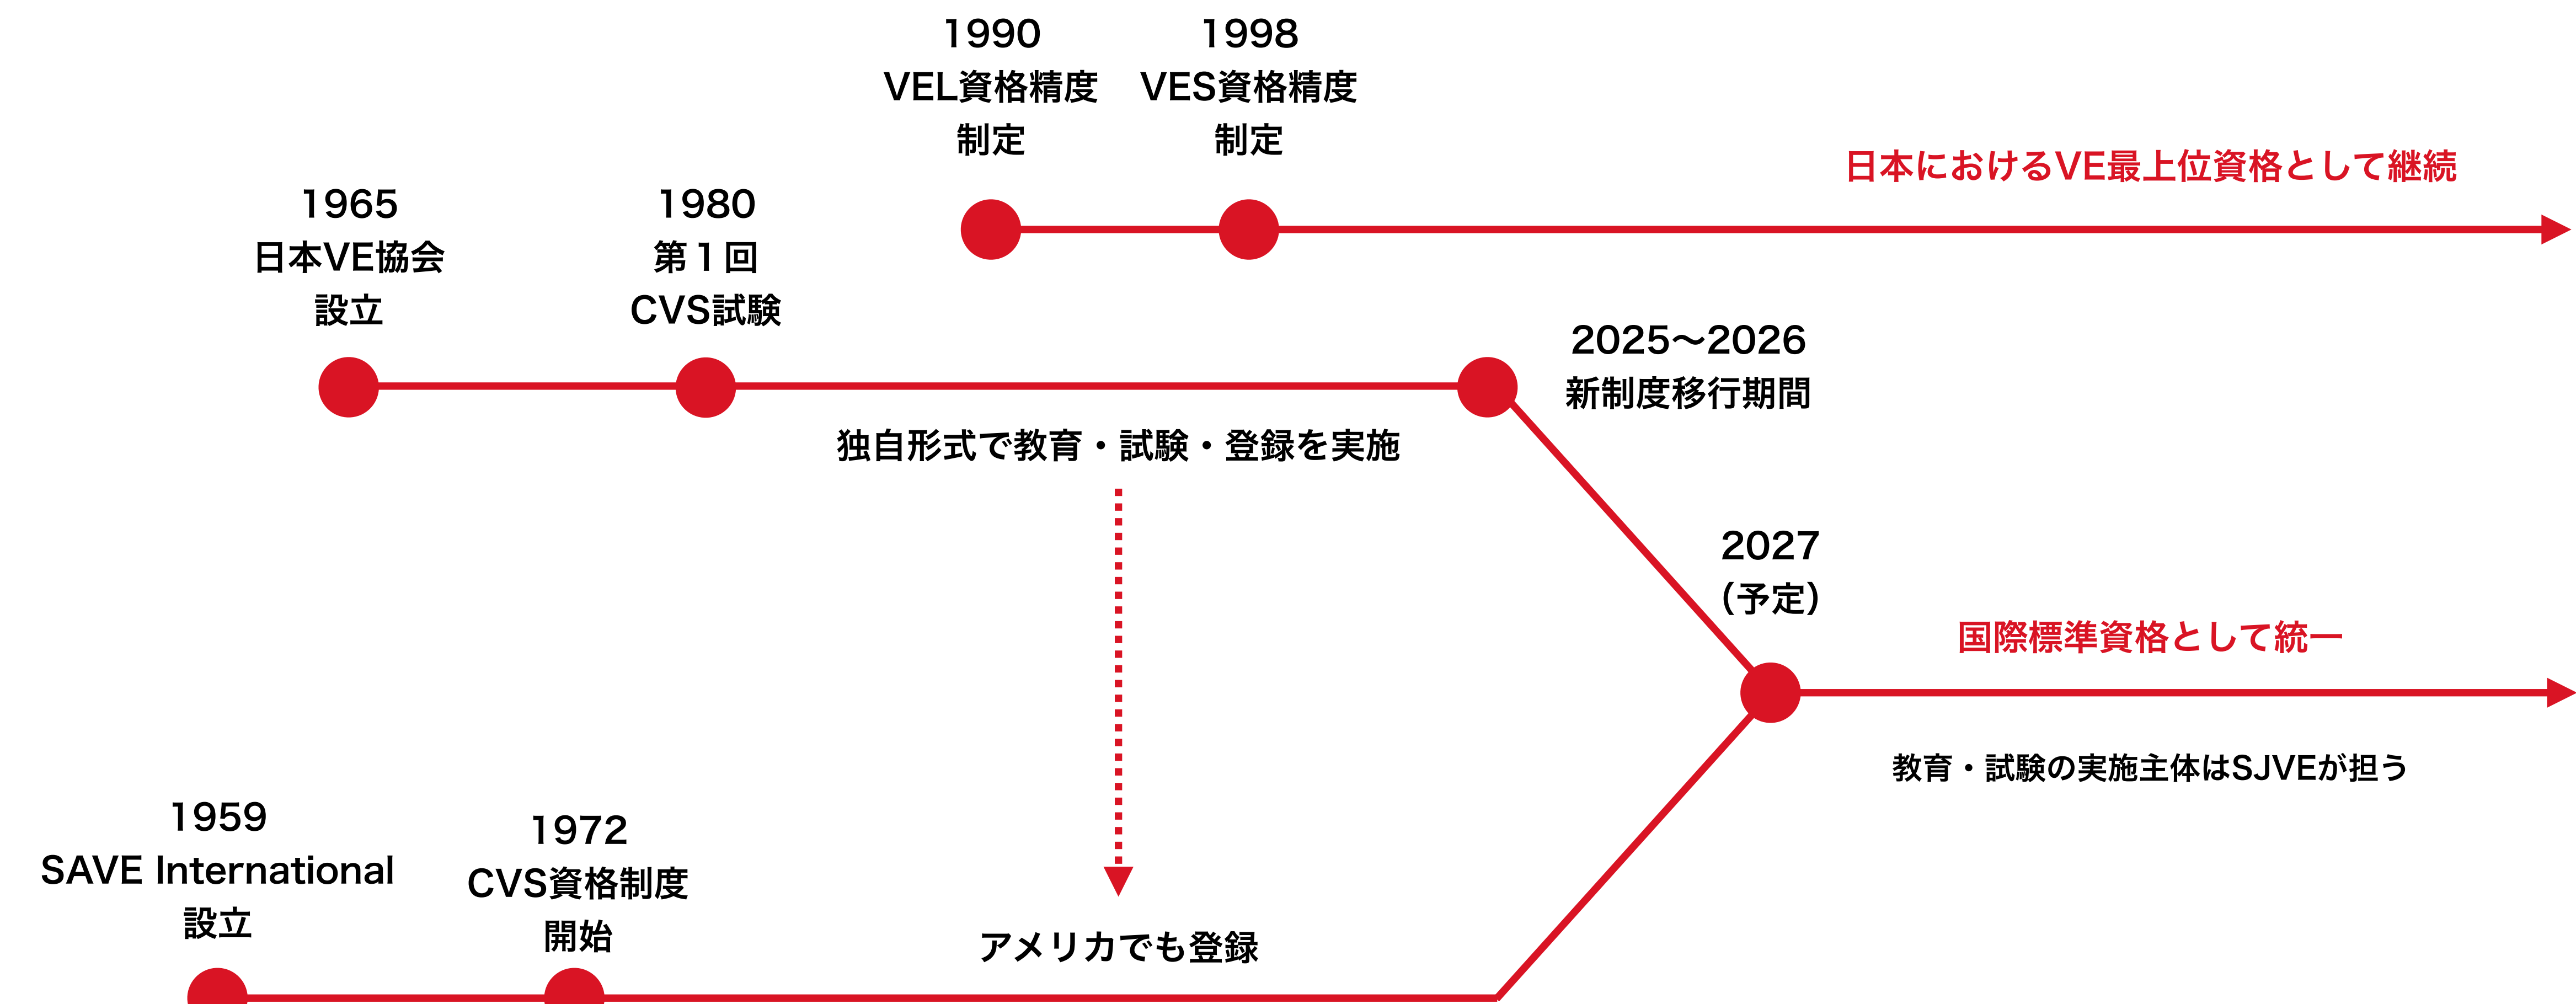 1990
VEL資格精度
制定
1998
VES資格精度
制定
日本におけるVE最上位資格として継続
1965
日本VE協会
設立
1980
第１回
CVS試験
2025〜2026
新制度移行期間
独自形式で教育・試験・登録を実施
2027
（予定）
国際標準資格として統一
教育・試験の実施主体はSJVEが担う
1959
SAVE International
設立
1972
CVS資格制度
開始
アメリカでも登録